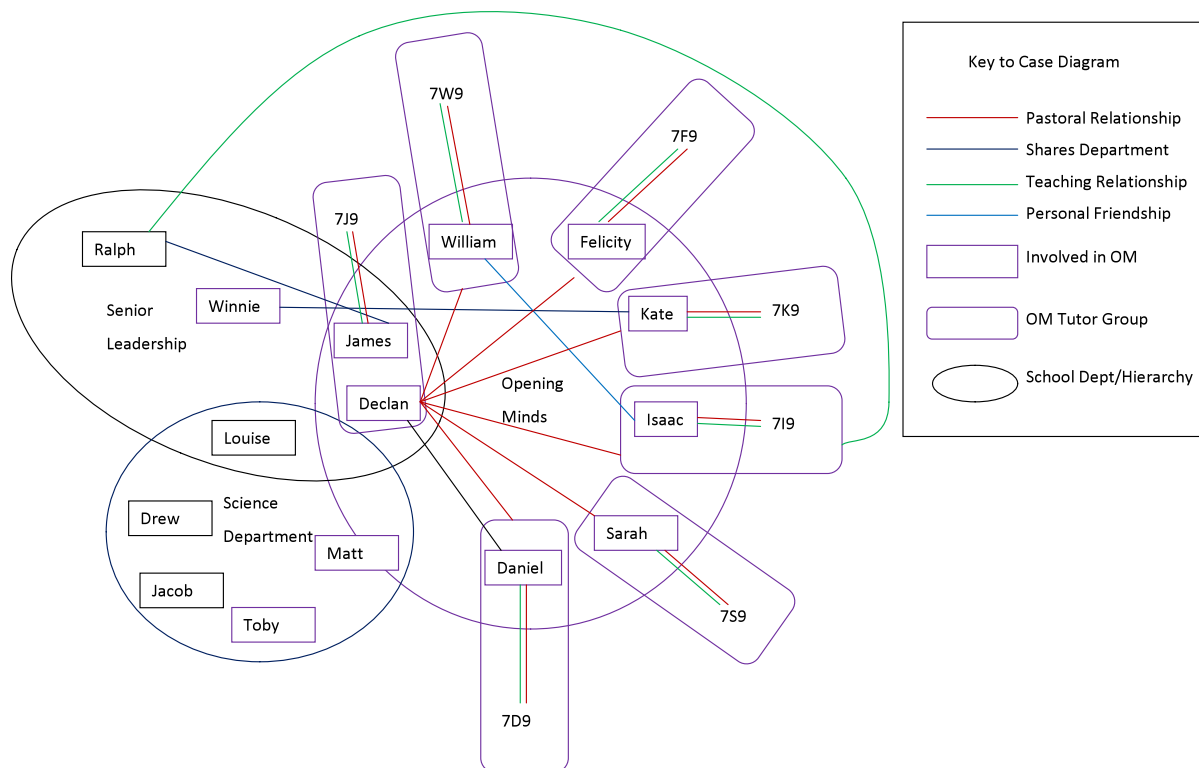 Key to Case Diagram
Pastoral Relationship
Shares Department
Teaching Relationship
Personal Friendship
Involved in OM
OM Tutor Group
School Dept/Hierarchy
7W9
7F9
7J9
William
Felicity
Ralph
Winnie
Senior
Leadership
James
Kate
7K9
Declan
Opening
Minds
Isaac
7I9
Louise
Drew
Science
Department
Matt
Sarah
Daniel
Jacob
Toby
7S9
7D9